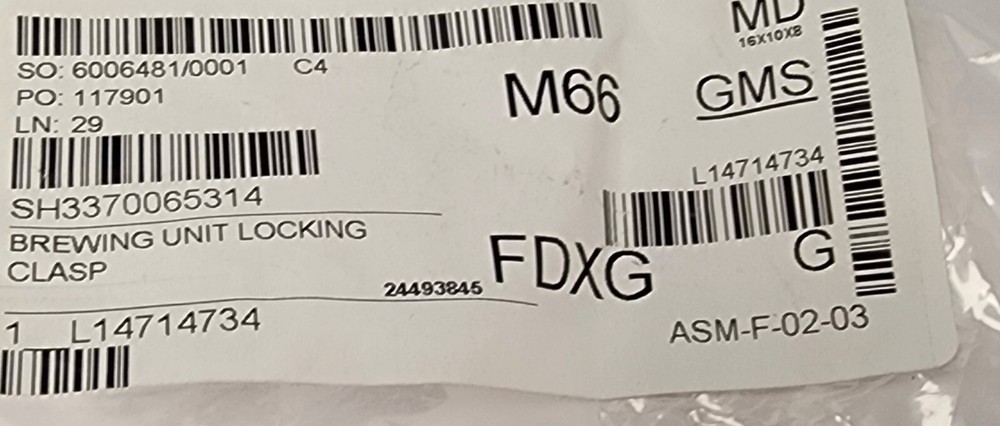 SO: 6006481/0001 C4
PO: 117901
LN: 29
SH3370065314
BREWING UNIT LOCKING
CLASP
24493845
1 L14714734
M66
MD
16X10X8
GMS
L14714734
FDXG
G
ASM-F-02-03